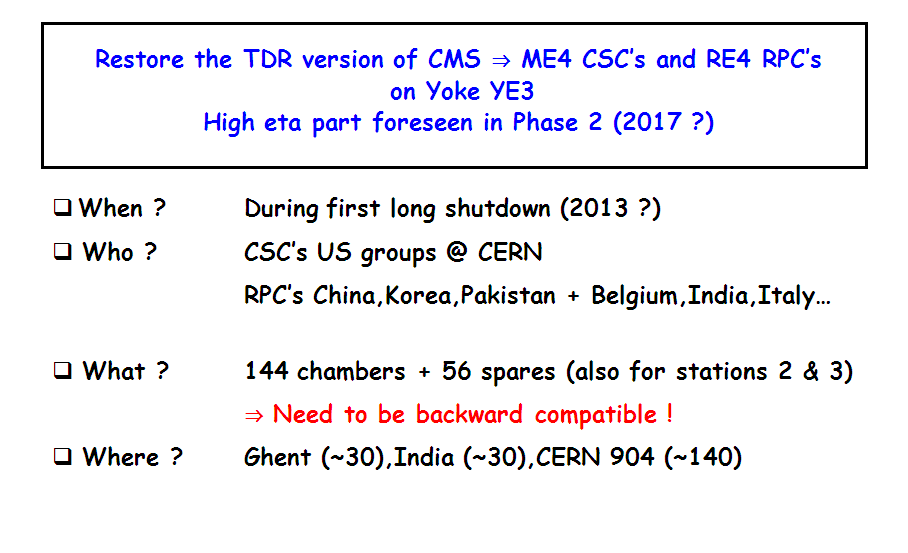 Restore the TDR version of CMS ⇒ ME4 CSC's and RE4 RPC's
on Yoke YE3
High eta part foreseen in Phase 2 (2017 ?)
❑ When ? During first long shutdown (2013 ?)
❑ Who ? CSC's US groups @ CERN
RPC's China,Korea,Pakistan + Belgium,India,Italy…
❑ What ? 144 chambers + 56 spares (also for stations 2 & 3)
⇒ Need to be backward compatible !
❑ Where ? Ghent (~30),India (~30),CERN 904 (~140)